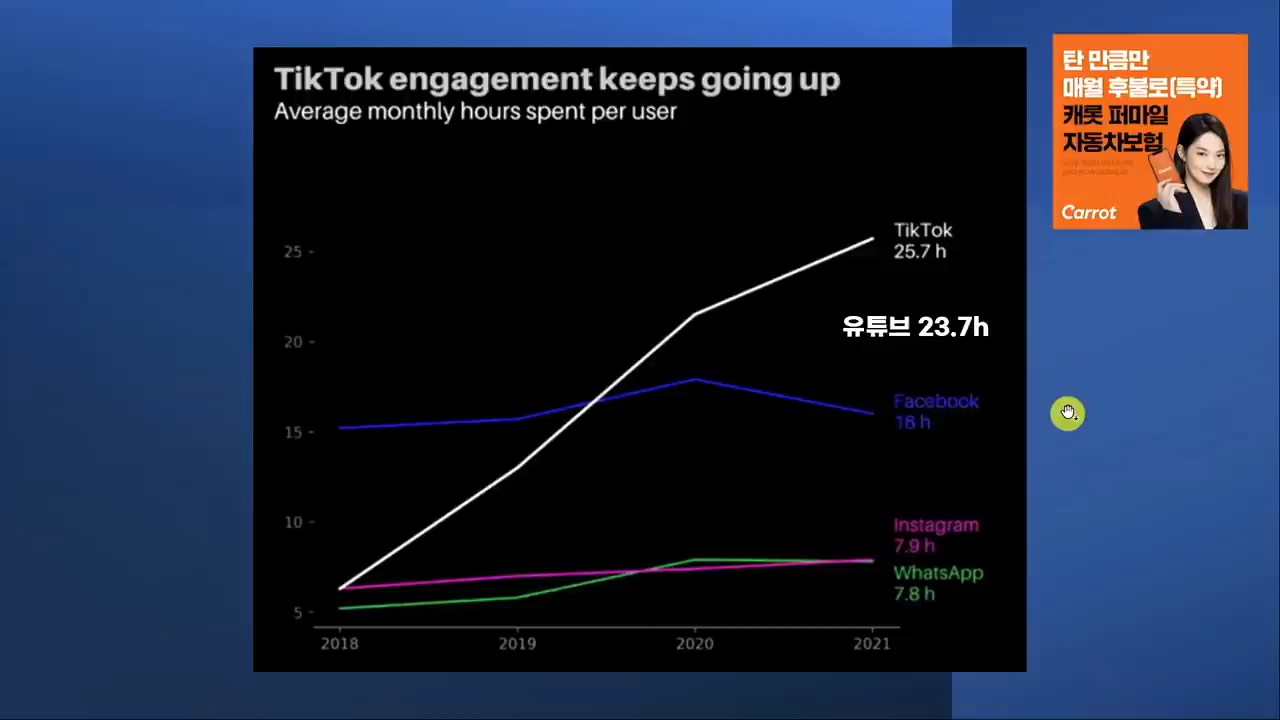 TikTok engagement keeps going up
Average monthly hours spent per user
25
20
15
10
5
2018
2019
2020
2021
TikTok
25.7 h
유튜브 23.7h
Facebook
16 h
Instagram
7.9 h
WhatsApp
7.8 h
탄 만큼만
매월 후불로(특약)
캐롯 퍼마일
자동차보험
Carrot